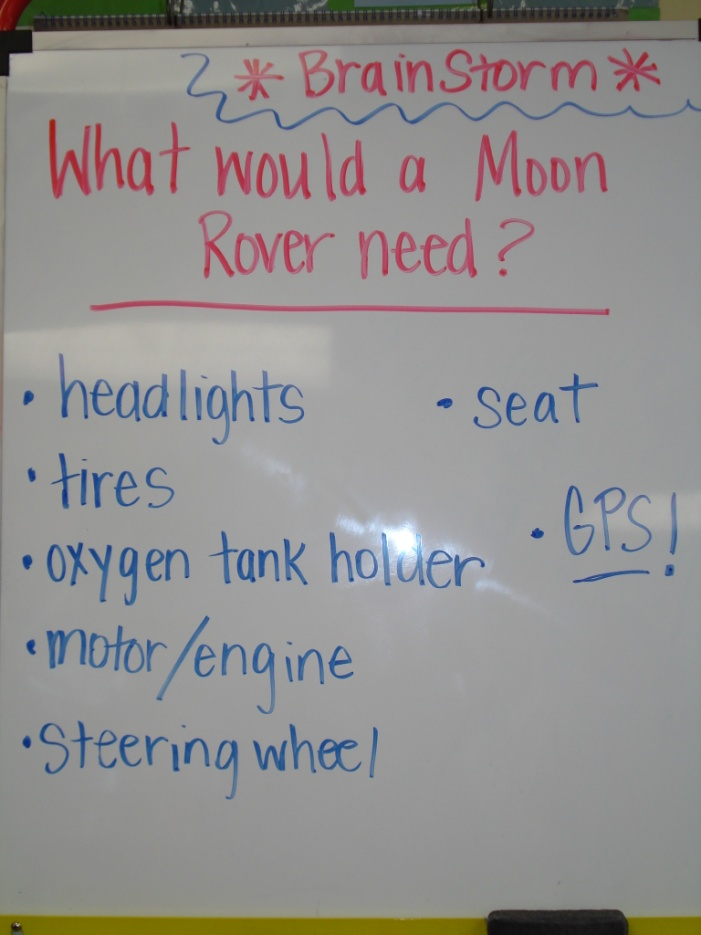 * BrainStorm *
What would a Moon
Rover need?
• headlights
• tires
• oxygen tank holder
• motor/engine
• Steering wheel
• seat
• GPS!